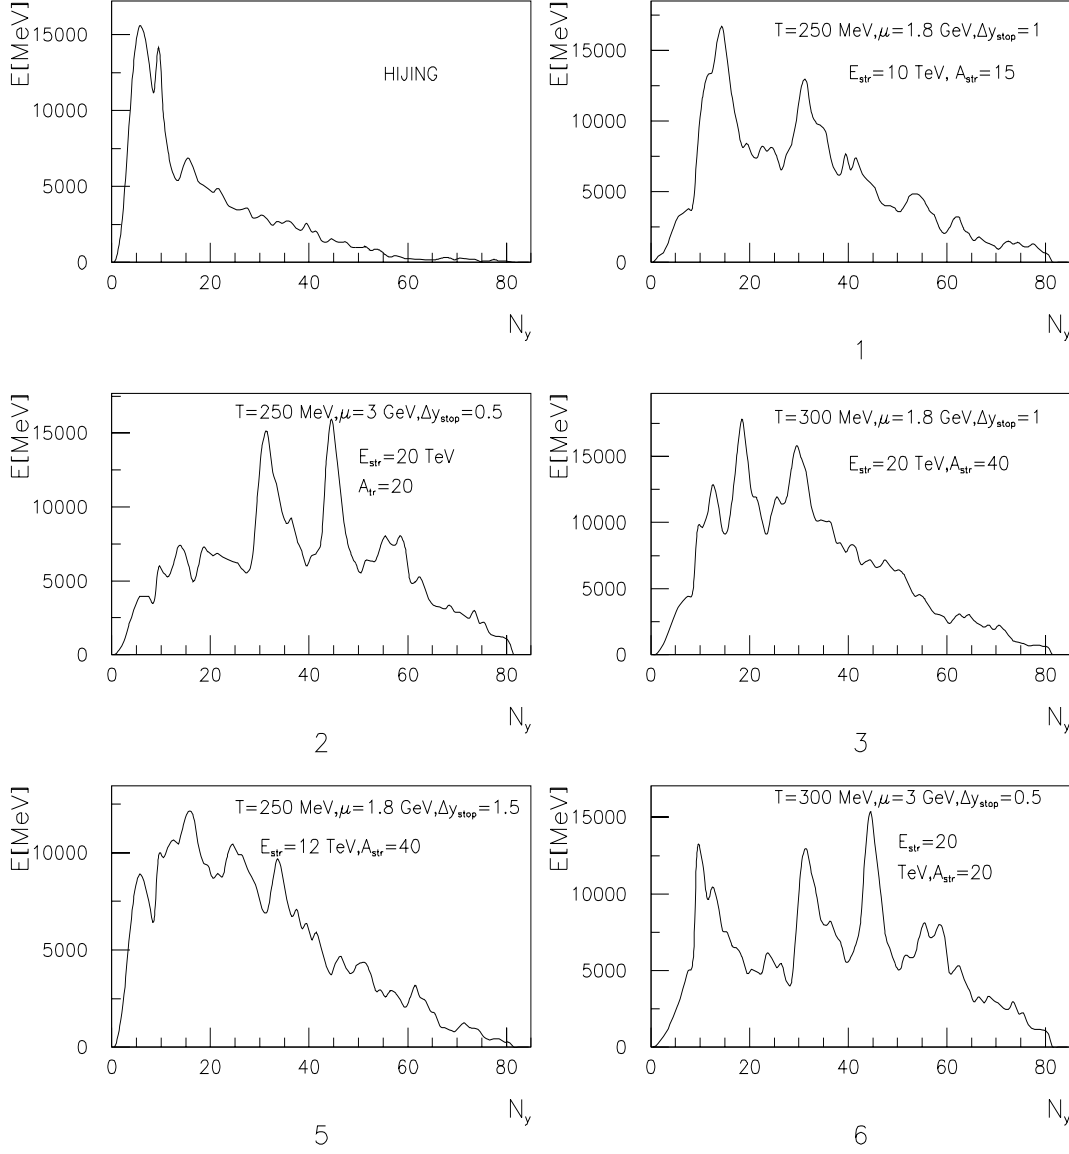 E[MeV]
15000
10000
5000
0
HIJING
0 20 40 60 80
N_y
E[MeV]
15000
10000
5000
0
T=250 MeV,μ=1.8 GeV,Δy_stop=1
E_str=10 TeV, A_str=15
0 20 40 60 80
N_y
1
E[MeV]
15000
10000
5000
0
T=250 MeV,μ=3 GeV,Δy_stop=0.5
E_str=20 TeV
A_tr=20
0 20 40 60 80
N_y
2
E[MeV]
15000
10000
5000
0
T=300 MeV,μ=1.8 GeV,Δy_stop=1
E_str=20 TeV,A_str=40
0 20 40 60 80
N_y
3
E[MeV]
10000
5000
0
T=250 MeV,μ=1.8 GeV,Δy_stop=1.5
E_str=12 TeV,A_str=40
0 20 40 60 80
N_y
5
E[MeV]
15000
10000
5000
0
T=300 MeV,μ=3 GeV,Δy_stop=0.5
E_str=20
TeV,A_str=20
0 20 40 60 80
N_y
6